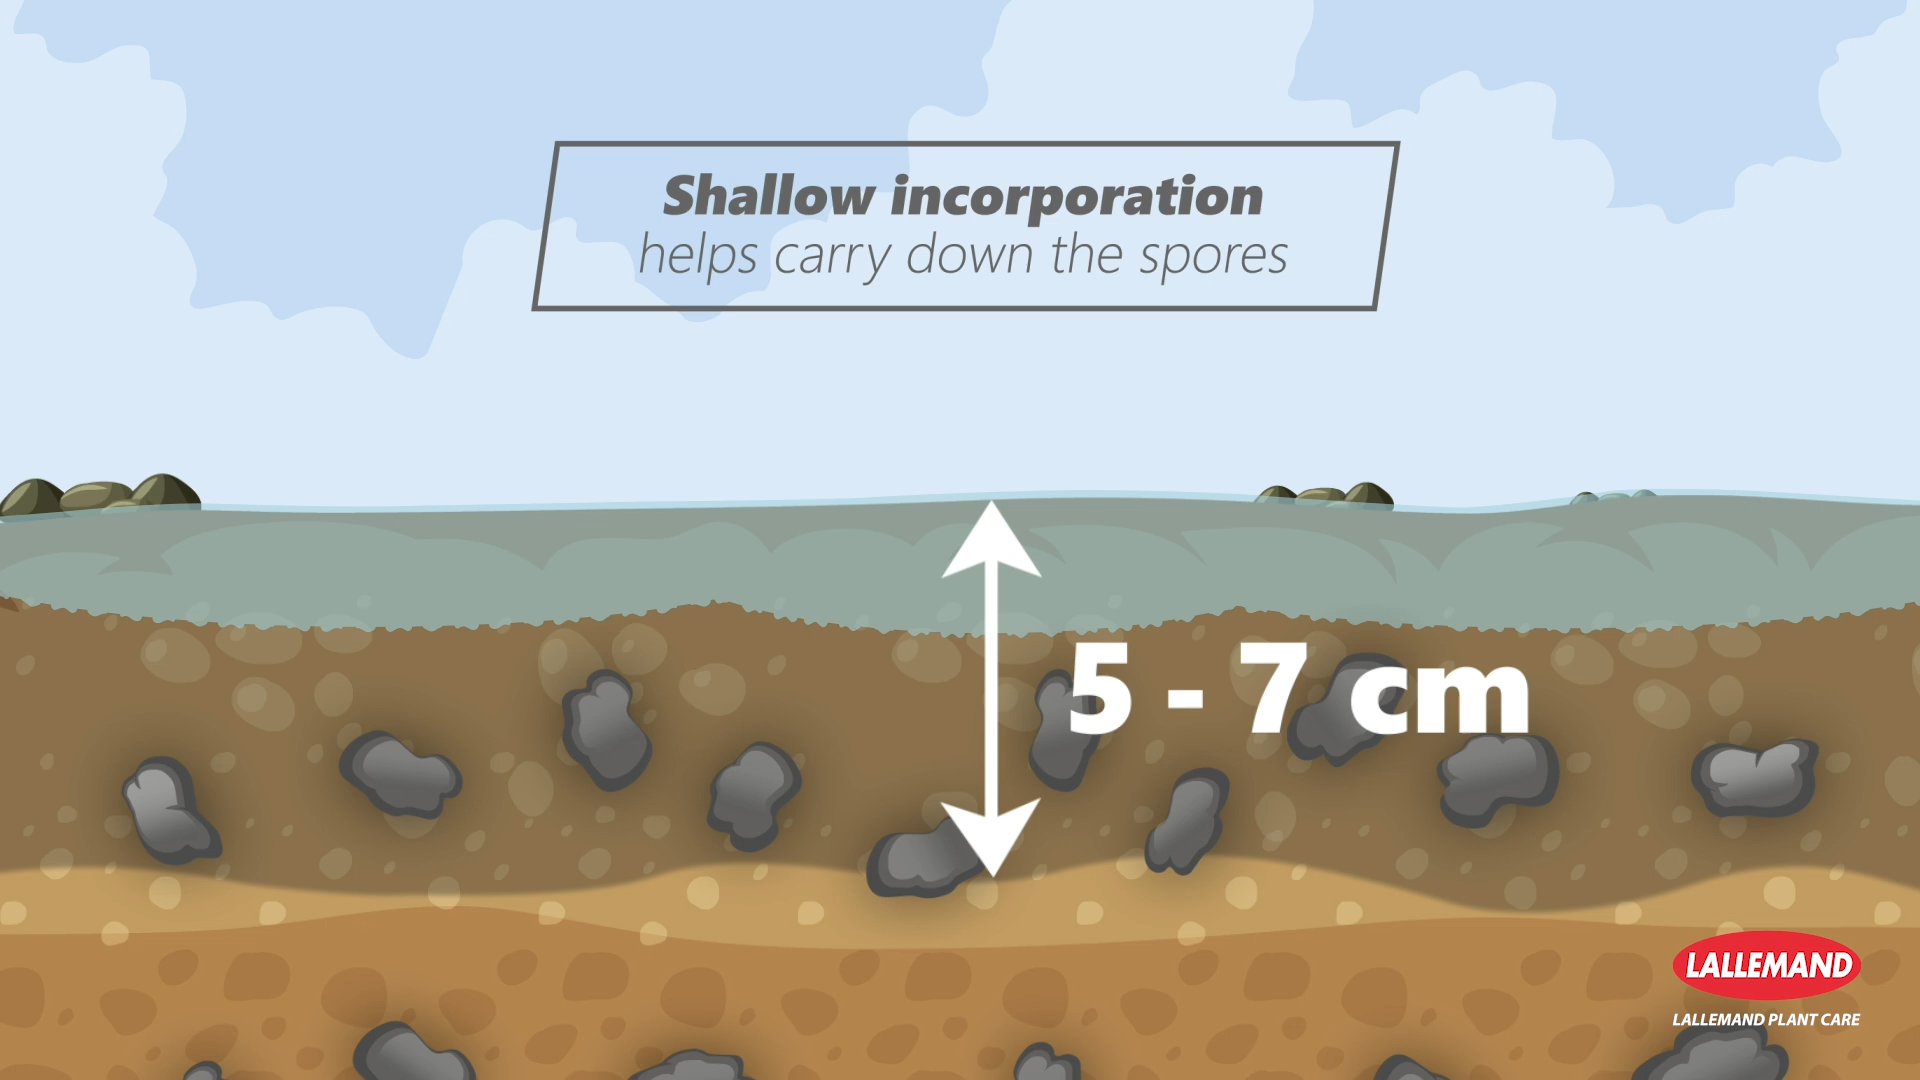 Shallow incorporation
helps carry down the spores
5 - 7 cm
LALLEMAND
LALLEMAND PLANT CARE